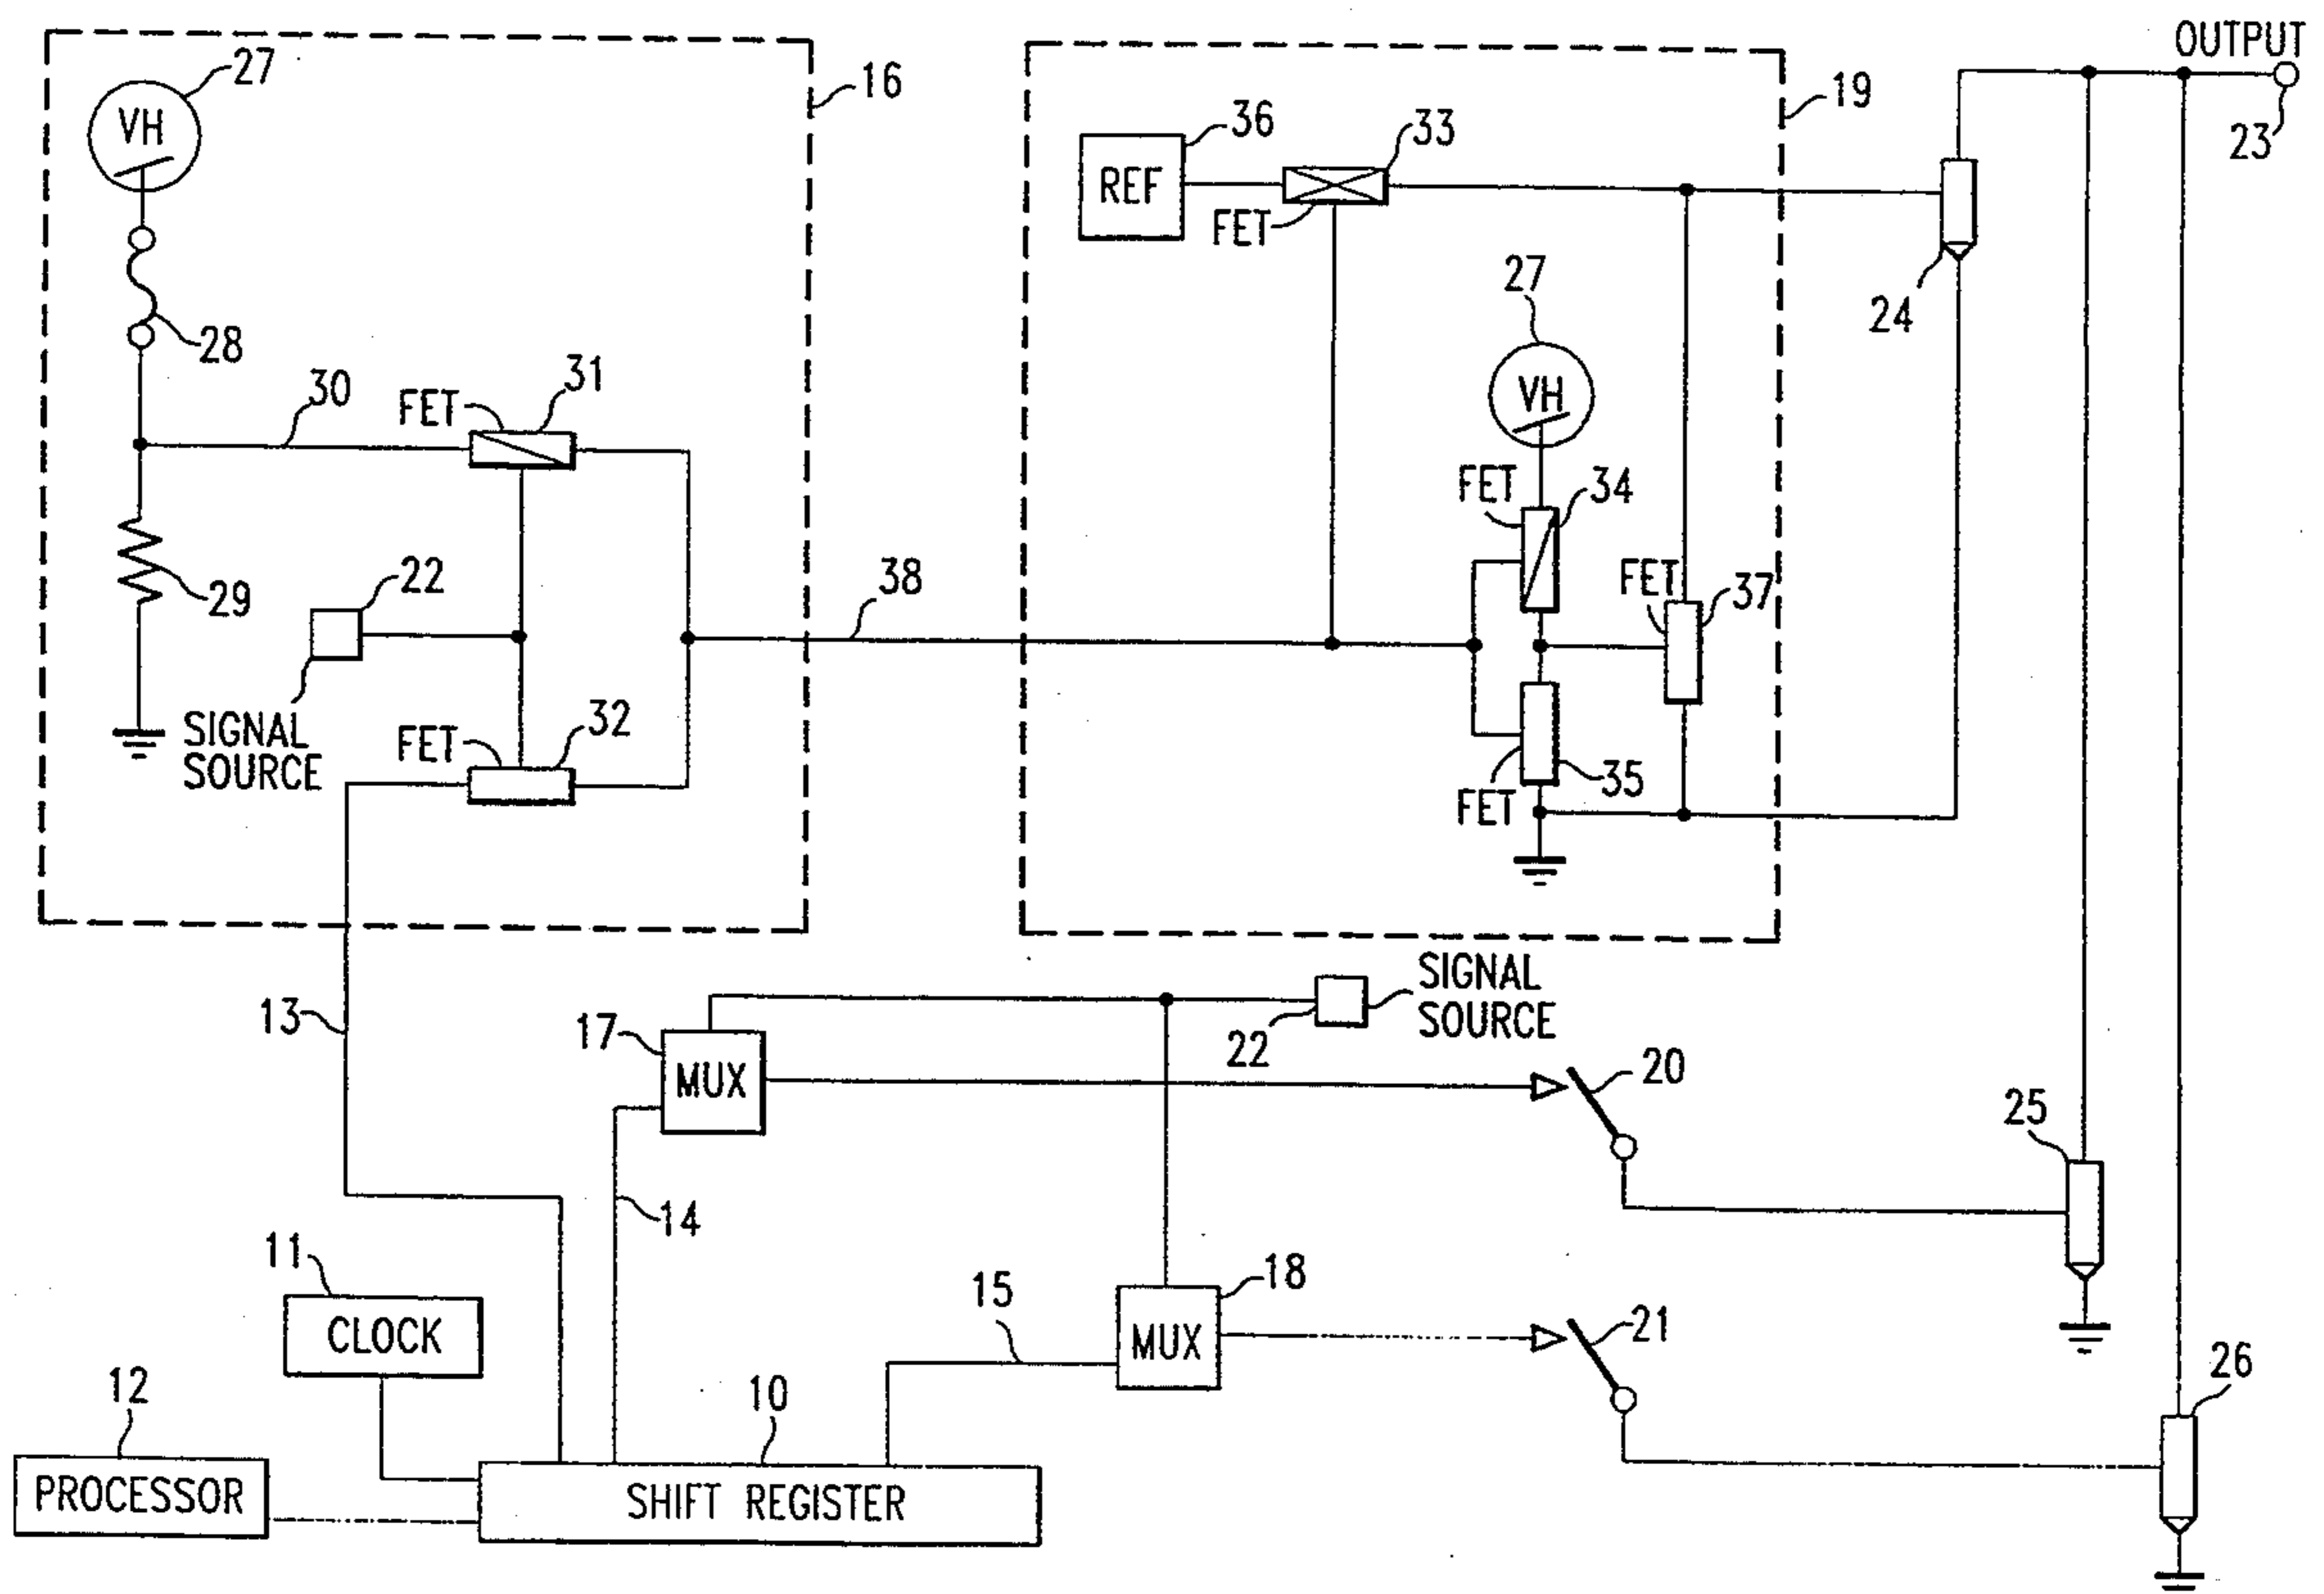 OUTPUT
27
VH
16
19
23
36
REF
33
FET
24
27
VH
28
30
FET
31
FET
34
22
29
38
FET
37
SIGNAL
SOURCE
FET
32
35
FET
SIGNAL
SOURCE
13
17
MUX
22
20
25
14
11
CLOCK
15
18
MUX
21
12
PROCESSOR
10
SHIFT REGISTER
26